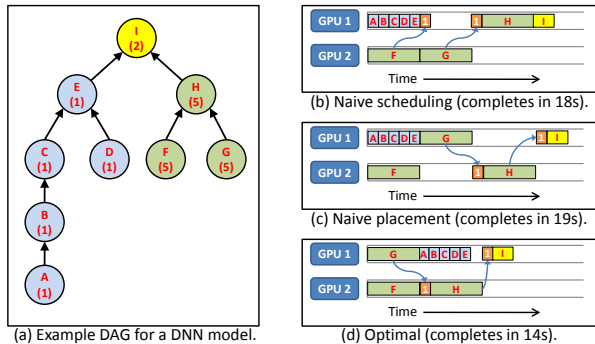 I
(2)
E
(1)
H
(5)
C
(1)
D
(1)
F
(5)
G
(5)
B
(1)
A
(1)
(a) Example DAG for a DNN model.
GPU 1
A B C D E 1 1 H I
GPU 2
F G
Time
(b) Naive scheduling (completes in 18s).
GPU 1
A B C D E G 1 I
GPU 2
F 1 H
Time
(c) Naive placement (completes in 19s).
GPU 1
G A B C D E 1 I
GPU 2
F 1 H
Time
(d) Optimal (completes in 14s).